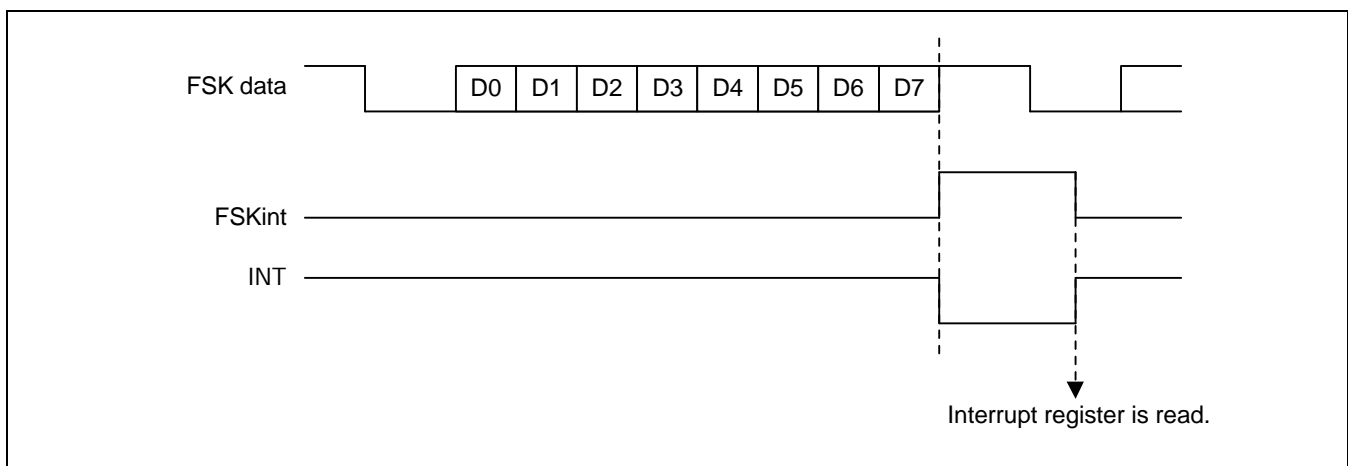 FSK data D0 D1 D2 D3 D4 D5 D6 D7
FSKint
INT
Interrupt register is read.